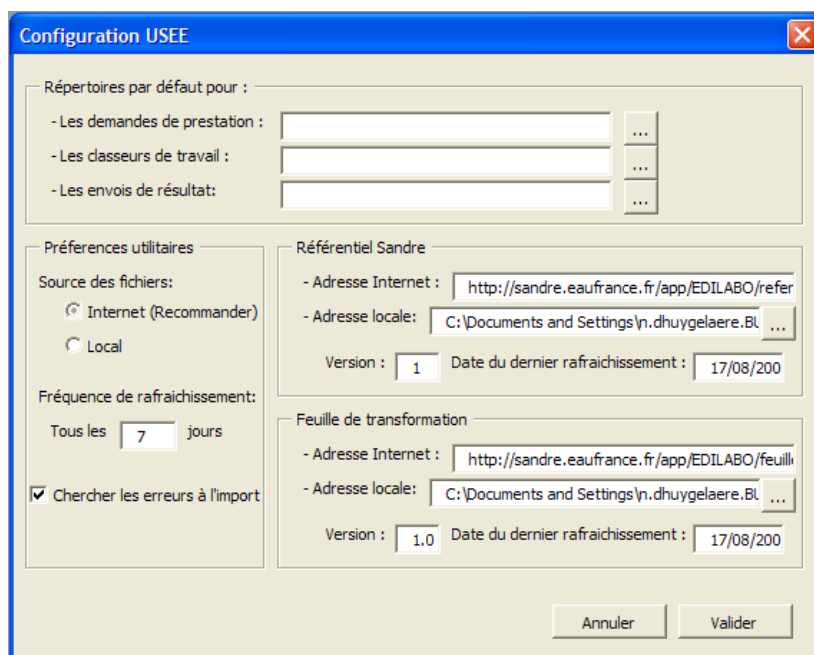 Configuration USEE
Répertoires par défaut pour :
- Les demandes de prestation :
...
- Les classeurs de travail :
...
- Les envois de résultat:
...
Préferences utilitaires
Source des fichiers:
Internet (Recommander)
Local
Fréquence de rafraichissement:
Tous les 7 jours
Chercher les erreurs à l'import
Référentiel Sandre
- Adresse Internet : http://sandre.eaufrance.fr/app/EDILABO/refer
- Adresse locale: C:\Documents and Settings\n.dhuygelaere.BU ...
Version : 1 Date du dernier rafraichissement : 17/08/200
Feuille de transformation
- Adresse Internet : http://sandre.eaufrance.fr/app/EDILABO/feuill
- Adresse locale: C:\Documents and Settings\n.dhuygelaere.BU ...
Version : 1.0 Date du dernier rafraichissement : 17/08/200
Annuler Valider